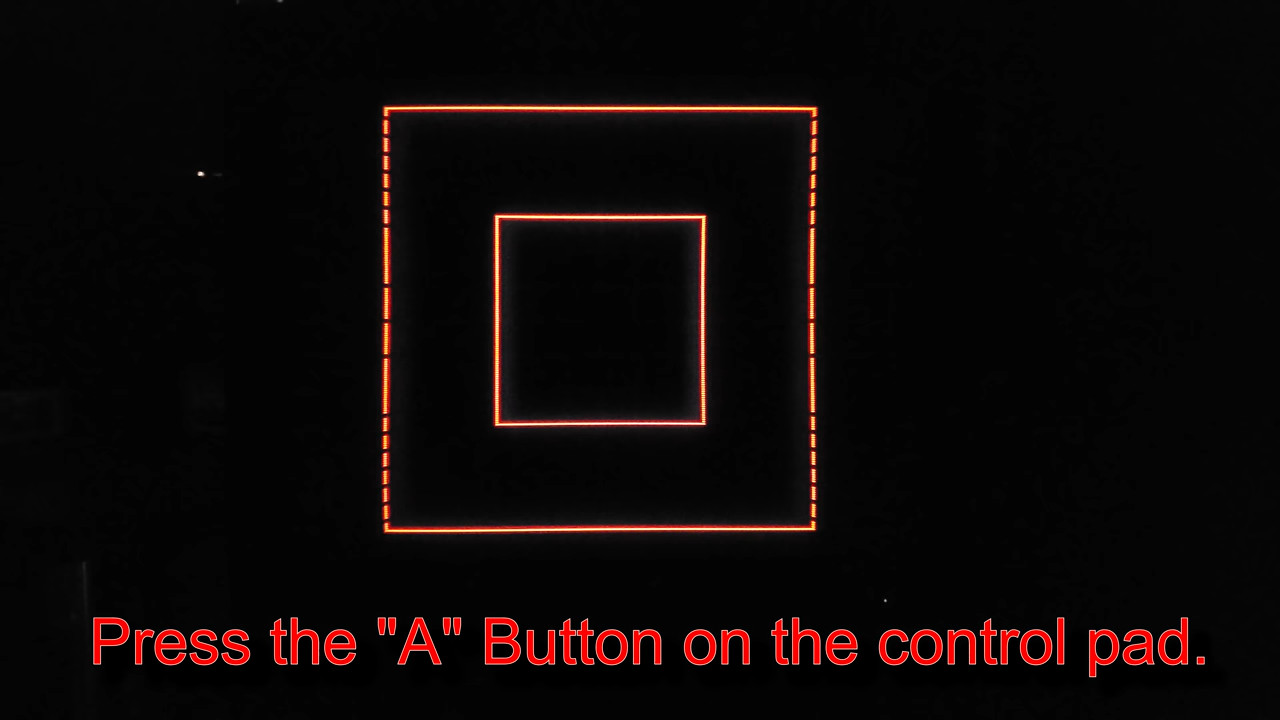 Press the "A" Button on the control pad.